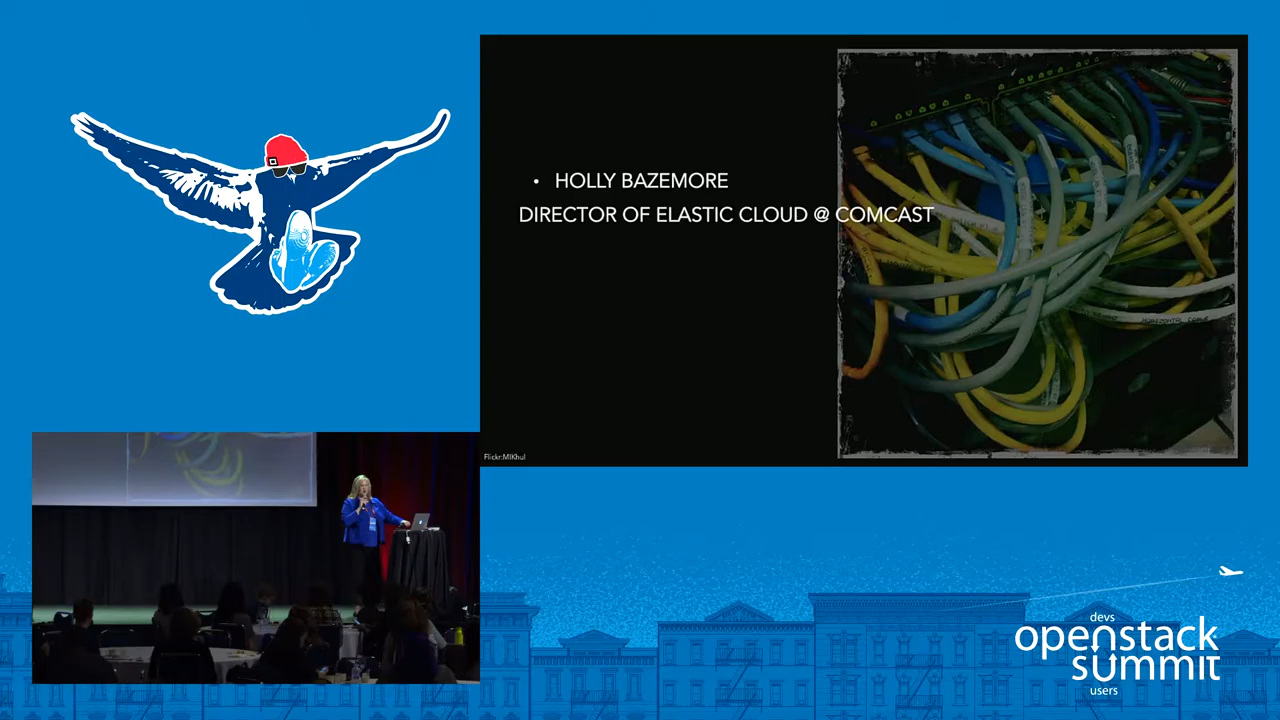 • HOLLY BAZEMORE
DIRECTOR OF ELASTIC CLOUD @ COMCAST
Flickr:MIKhul
devs
openstack
summit
users